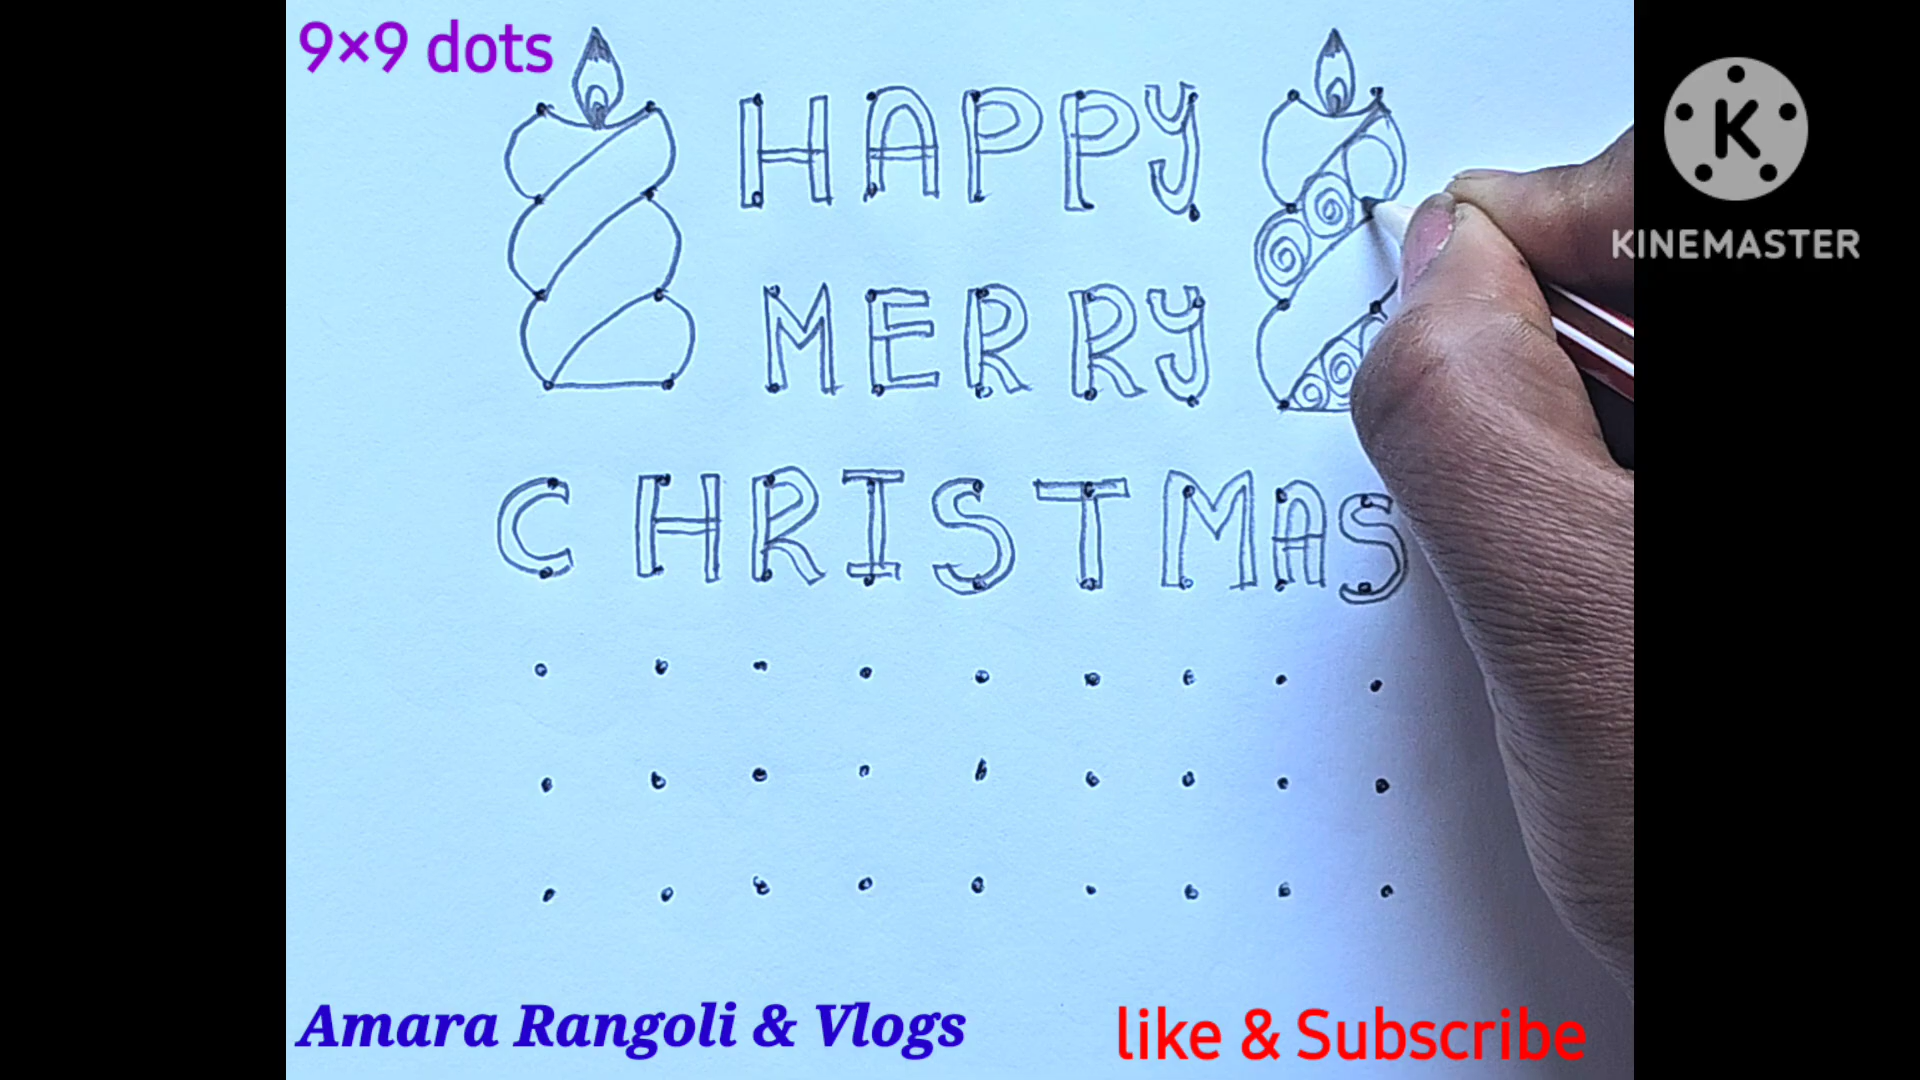 9×9 dots
HAPPY
MERRY
CHRISTMAS
K
KINEMASTER
Amara Rangoli & Vlogs
like & Subscribe